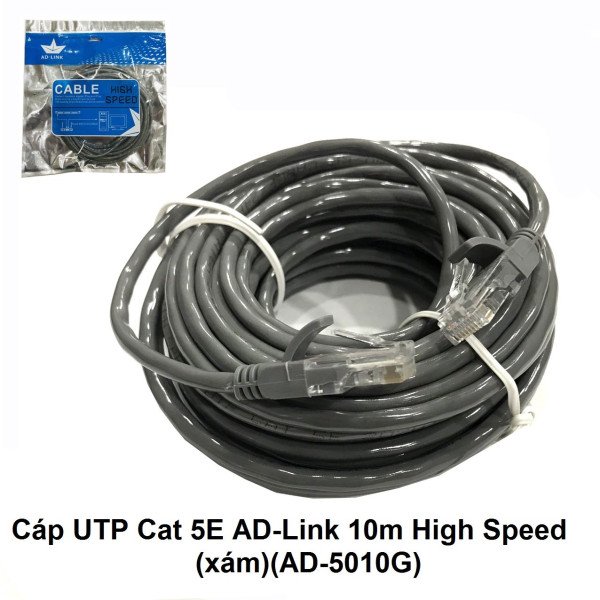 AD-LINK
CABLE
HIGH
SPEED
Cáp UTP Cat 5E AD-Link 10m High Speed
(xám)(AD-5010G)